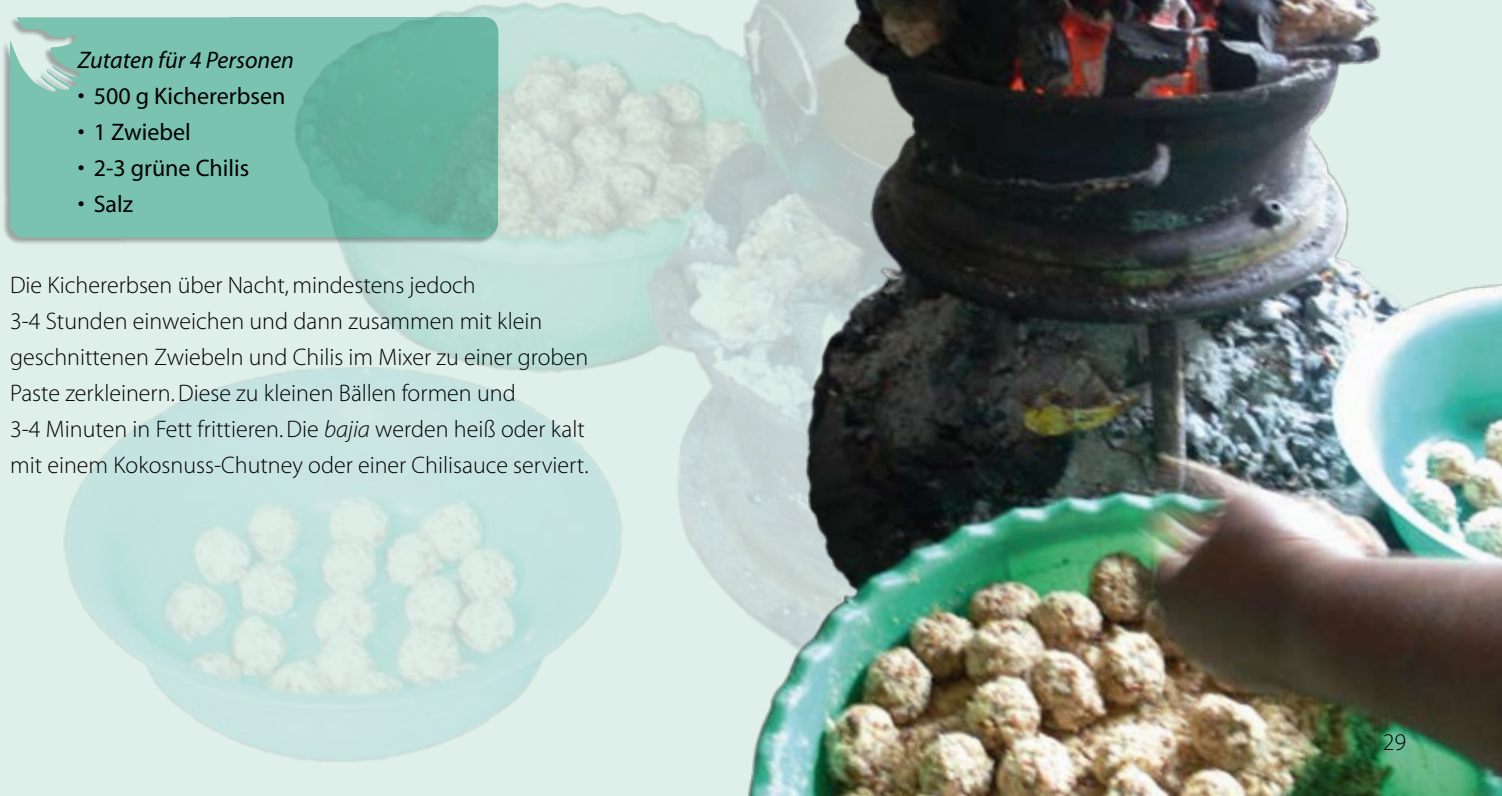 Zutaten für 4 Personen
• 500 g Kichererbsen
• 1 Zwiebel
• 2-3 grüne Chilis
• Salz
Die Kichererbsen über Nacht, mindestens jedoch
3-4 Stunden einweichen und dann zusammen mit klein
geschnittenen Zwiebeln und Chilis im Mixer zu einer groben
Paste zerkleinern. Diese zu kleinen Bällen formen und
3-4 Minuten in Fett frittieren. Die bajia werden heiß oder kalt
mit einem Kokosnuss-Chutney oder einer Chilisauce serviert.
29